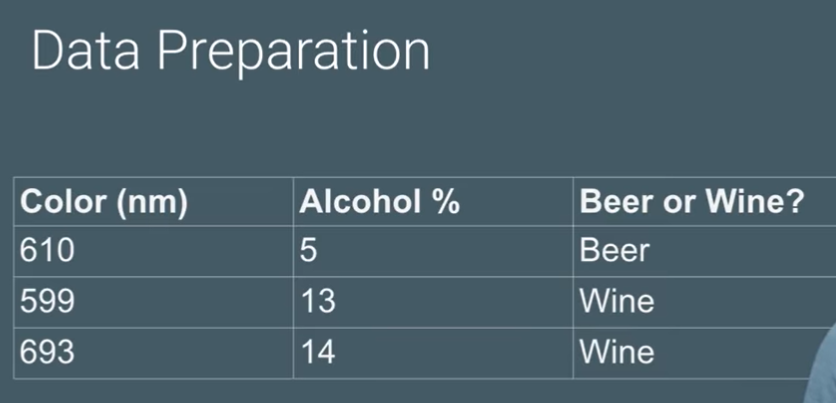 Data Preparation
Color (nm) Alcohol % Beer or Wine?
610 5 Beer
599 13 Wine
693 14 Wine